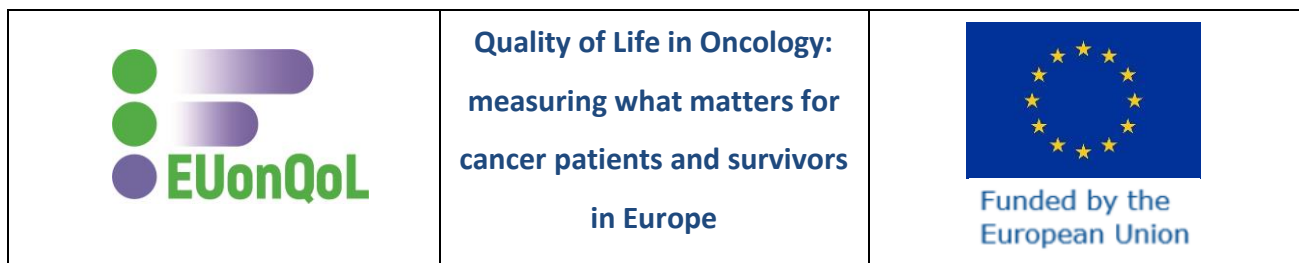 EUonQoL
Quality of Life in Oncology:
measuring what matters for
cancer patients and survivors
in Europe
Funded by the
European Union